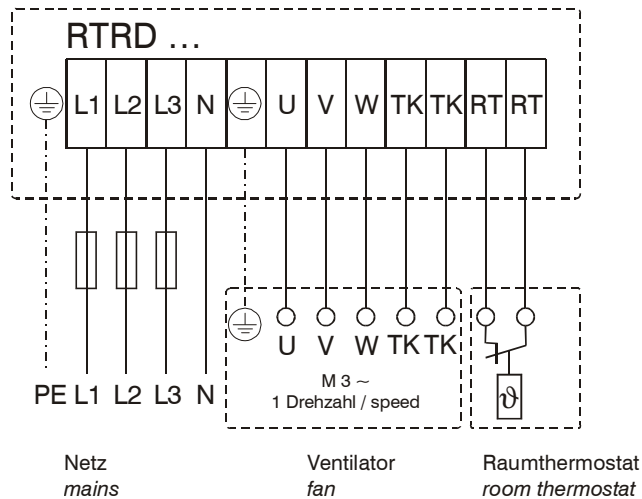 RTRD ...
L1 L2 L3 N U V W TK TK RT RT
U V W TK TK
M 3 ~
1 Drehzahl / speed
ϑ
PE L1 L2 L3 N
Netz Ventilator Raumthermostat
mains fan room thermostat